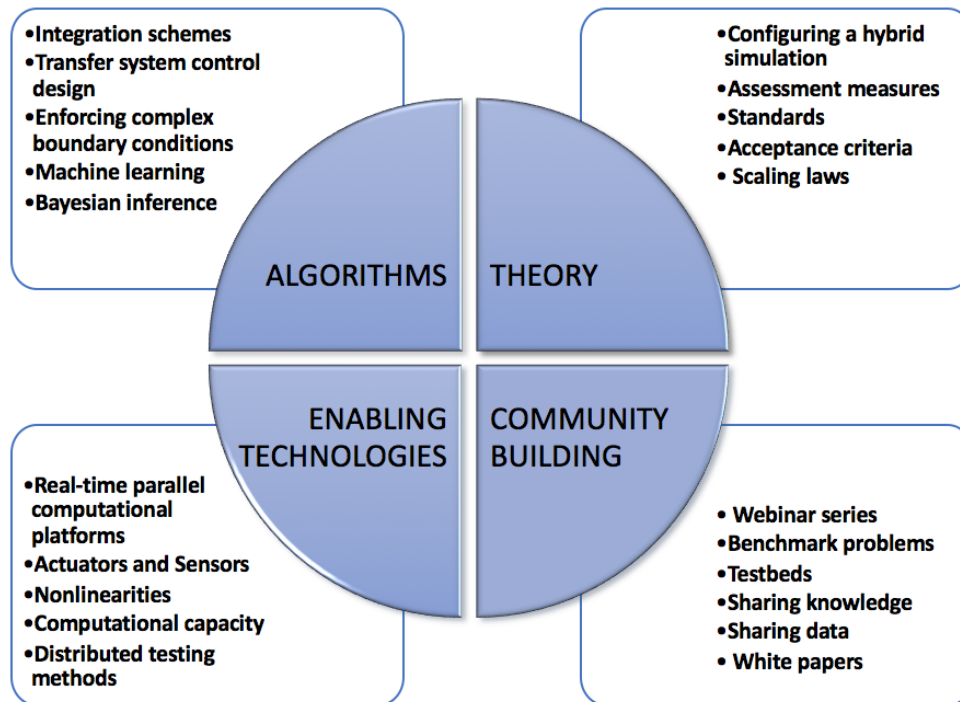 •Integration schemes
•Transfer system control
design
•Enforcing complex
boundary conditions
•Machine learning
•Bayesian inference
•Configuring a hybrid
simulation
•Assessment measures
•Standards
•Acceptance criteria
• Scaling laws
ALGORITHMS
THEORY
ENABLING
TECHNOLOGIES
COMMUNITY
BUILDING
•Real-time parallel
computational
platforms
•Actuators and Sensors
•Nonlinearities
•Computational capacity
•Distributed testing
methods
• Webinar series
•Benchmark problems
•Testbeds
•Sharing knowledge
•Sharing data
• White papers